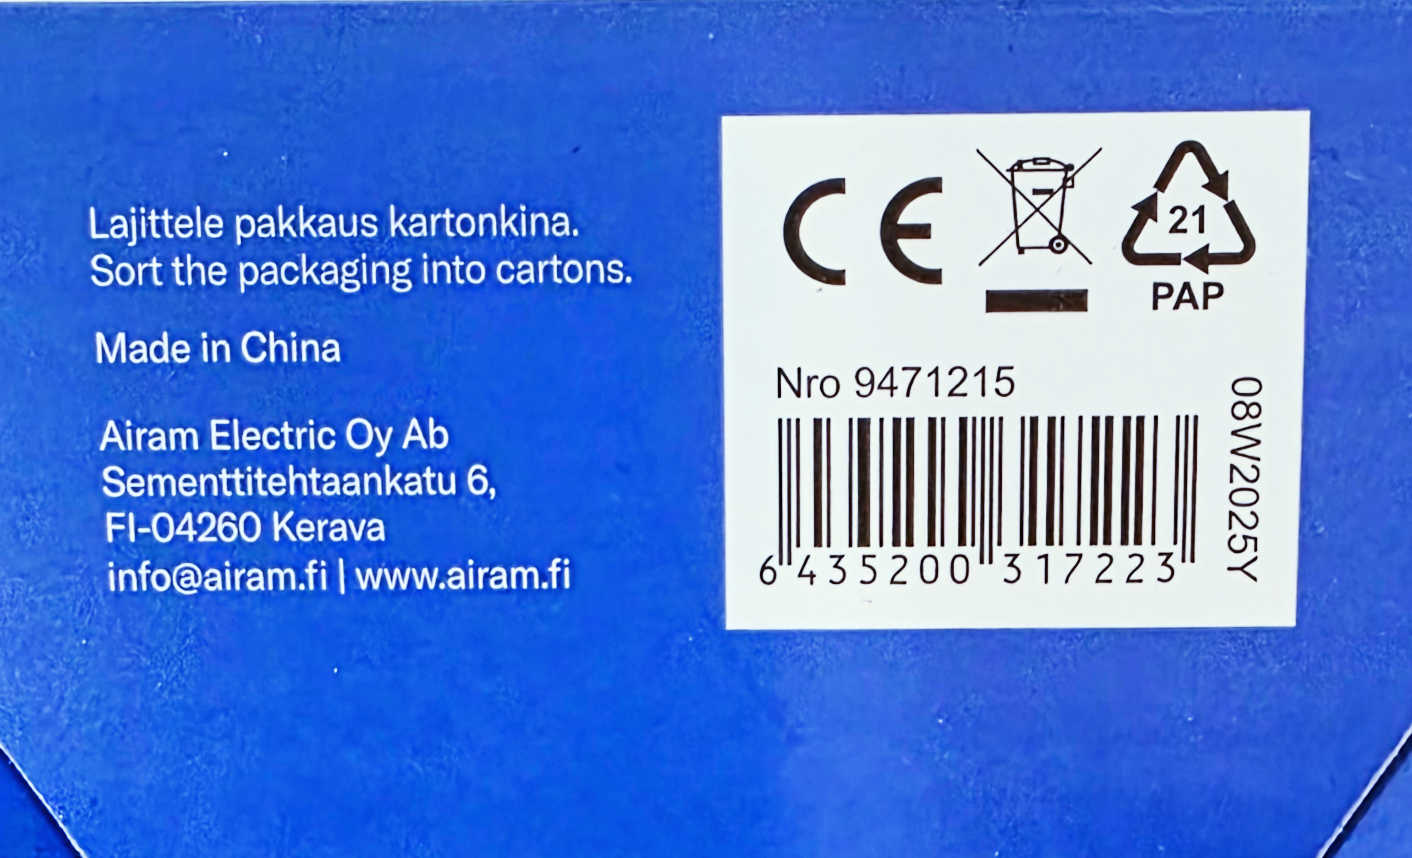 Lajittele pakkaus kartonkina.
Sort the packaging into cartons.
Made in China
Airam Electric Oy Ab
Sementtitehtaankatu 6,
FI-04260 Kerava
info@airam.fi | www.airam.fi
CE
21
PAP
Nro 9471215
6 435200 317223
08W2025Y